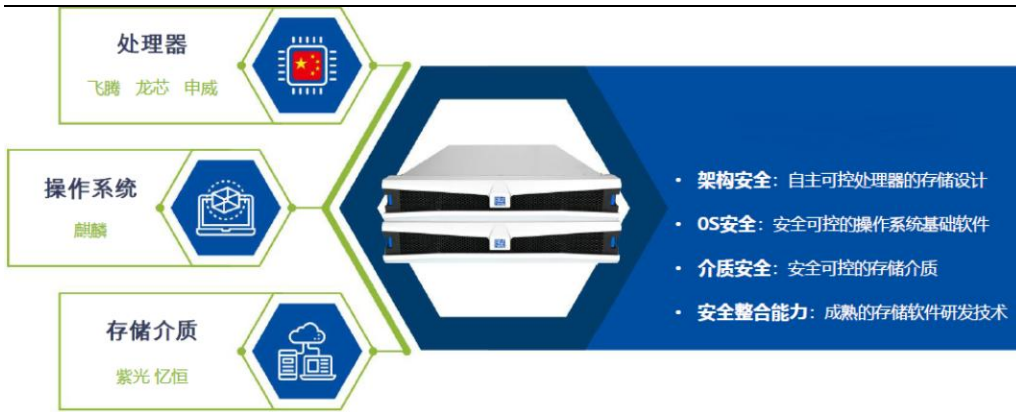 处理器
飞腾 龙芯 申威
操作系统
麒麟
存储介质
紫光 忆恒
• 架构安全：自主可控处理器的存储设计
• OS安全：安全可控的操作系统基础软件
• 介质安全：安全可控的存储介质
• 安全整合能力：成熟的存储软件研发技术